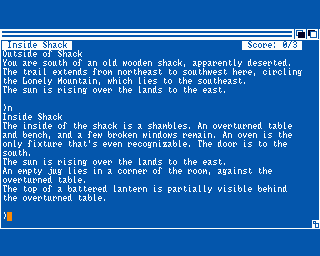 Inside Shack Score: 0/3
Outside of Shack
You are south of an old wooden shack, apparently deserted.
The trail extends from northeast to southwest here, circling
the Lonely Mountain, which lies to the southeast.
The sun is rising over the lands to the east.
>n
Inside Shack
The inside of the shack is a shambles. An overturned table
and bench, and a few broken windows remain. An oven is the
only fixture that's even recognizable. The door is to the
south.
The sun is rising over the lands to the east.
An empty jug lies in a corner of the room, against the
overturned table.
The top of a battered lantern is partially visible behind
the overturned table.
>